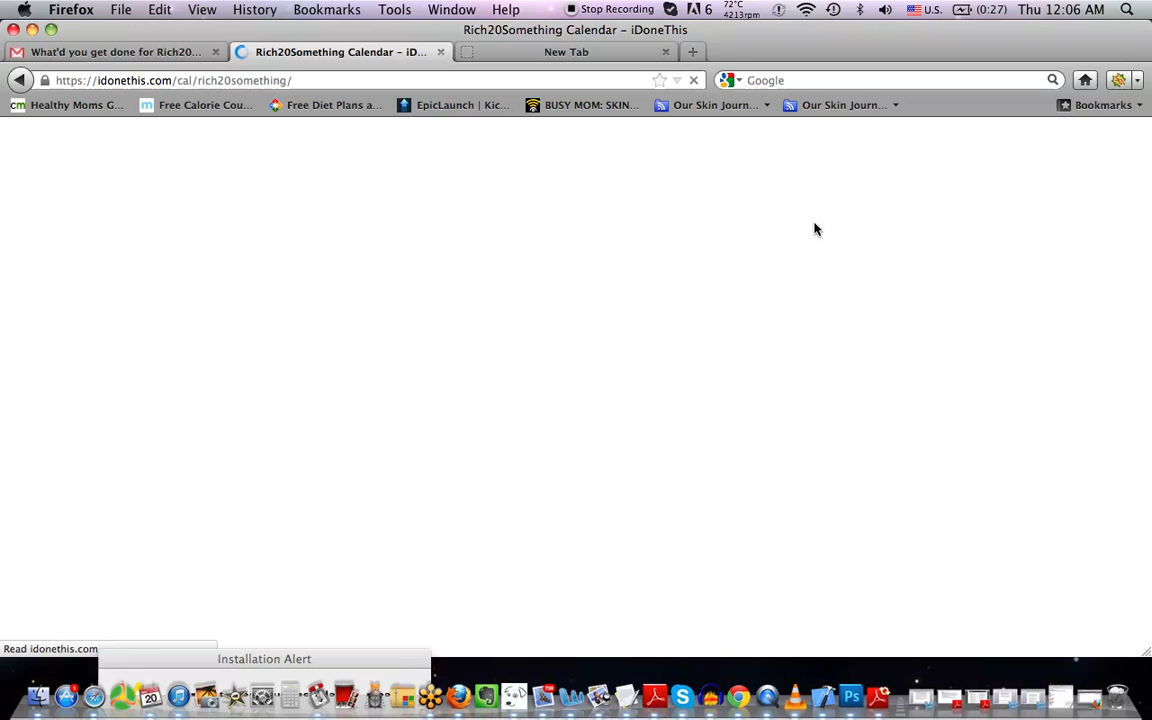 Firefox File Edit View History Bookmarks Tools Window Help Stop Recording 6 72°C 4213rpm U.S. (0:27) Thu 12:06 AM
Rich20Something Calendar – iDoneThis
What'd you get done for Rich20... Rich20Something Calendar – iD... New Tab
https://idonethis.com/cal/rich20something/ Google
Healthy Moms G... Free Calorie Cou... Free Diet Plans a... EpicLaunch | Kic... BUSY MOM: SKIN... Our Skin Journ... Our Skin Journ... Bookmarks
Read idonethis.com
Installation Alert
20